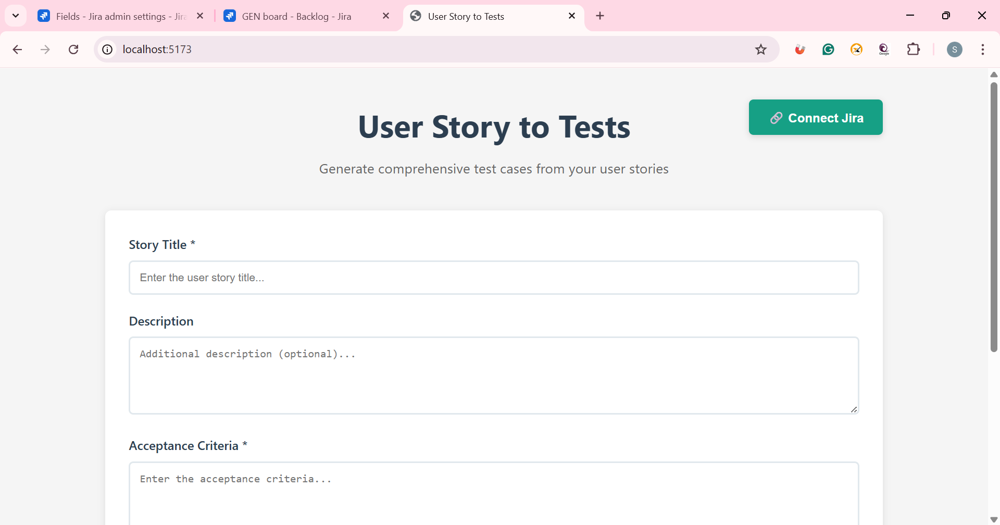 Fields - Jira admin settings - Jira
GEN board - Backlog - Jira
User Story to Tests
localhost:5173
Qeagle
S
User Story to Tests
Connect Jira
Generate comprehensive test cases from your user stories
Story Title *
Enter the user story title...
Description
Additional description (optional)...
Acceptance Criteria *
Enter the acceptance criteria...